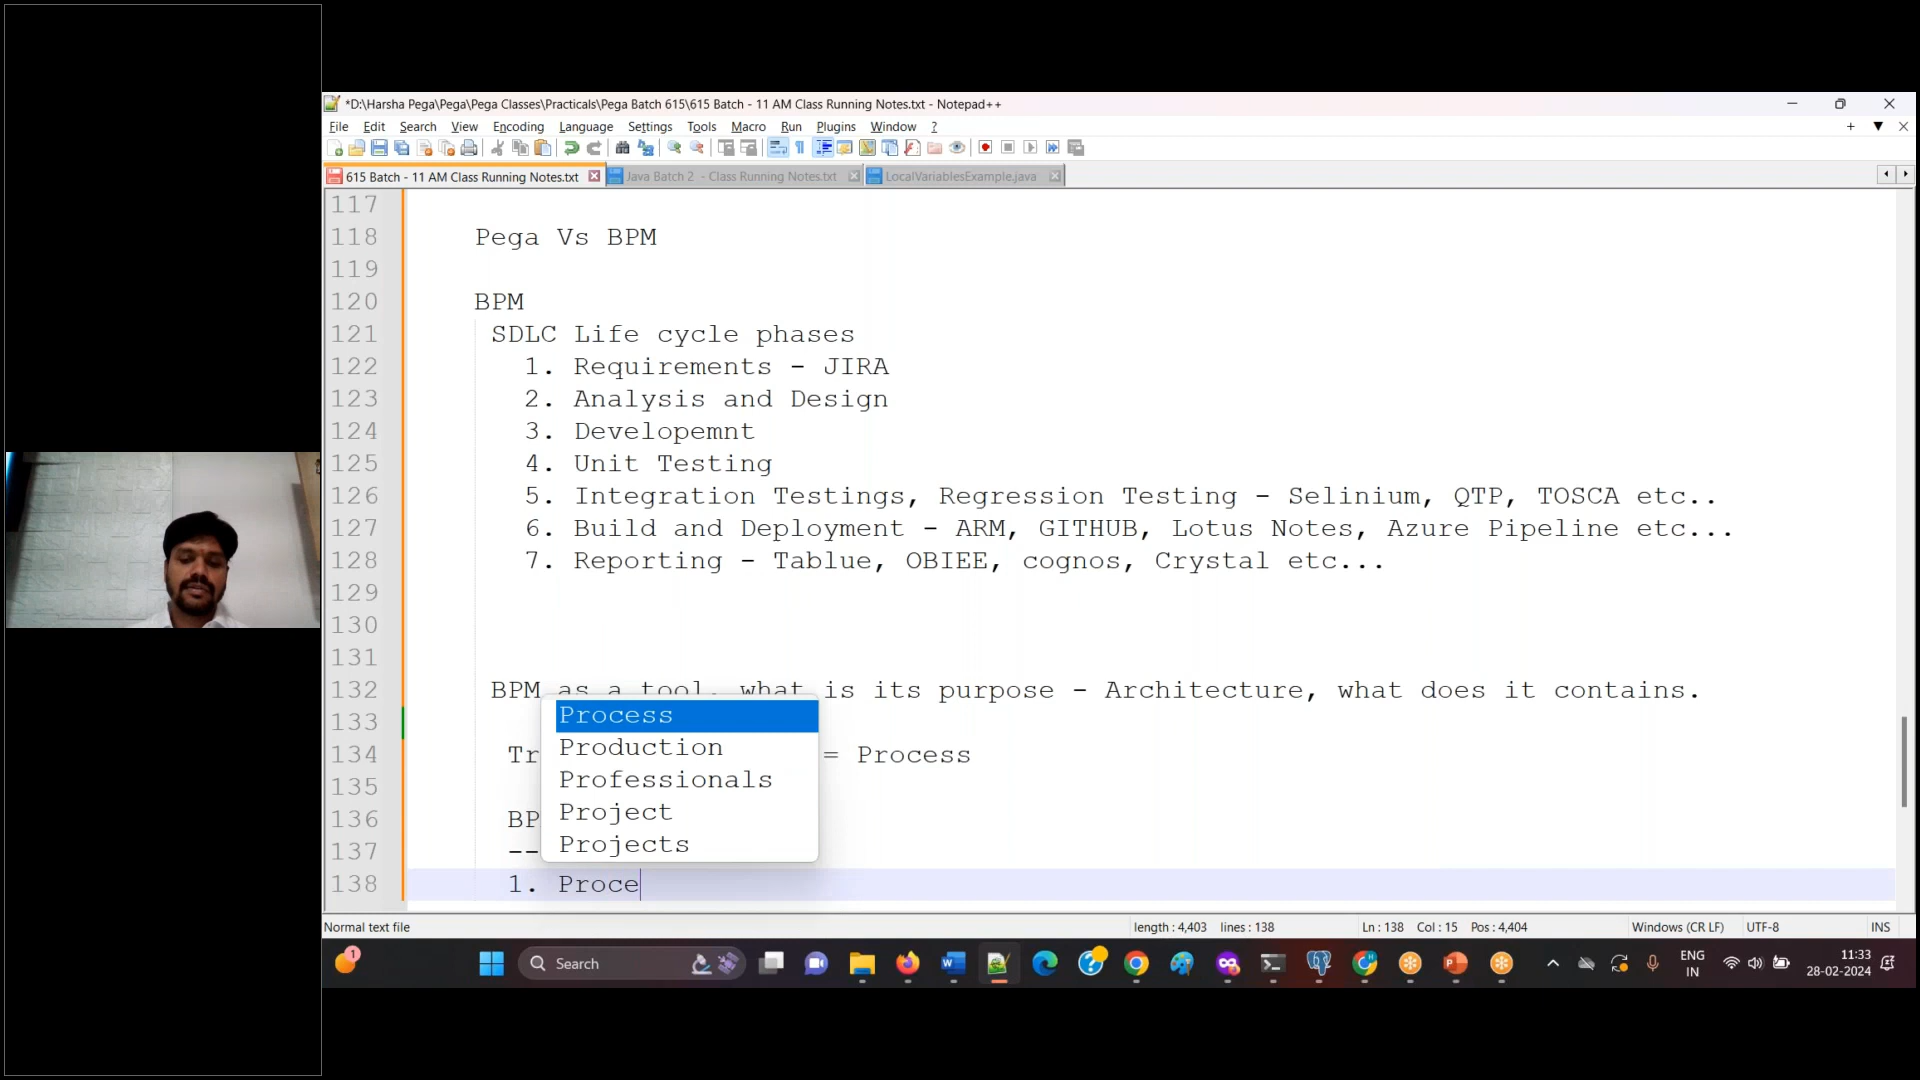 *D:\Harsha Pega\Pega\Pega Classes\Practicals\Pega Batch 615\615 Batch - 11 AM Class Running Notes.txt - Notepad++
File Edit Search View Encoding Language Settings Tools Macro Run Plugins Window ?
615 Batch - 11 AM Class Running Notes.txt Java Batch 2 - Class Running Notes.txt LocalVariablesExample.java
117
118 Pega Vs BPM
119
120 BPM
121 SDLC Life cycle phases
122 1. Requirements - JIRA
123 2. Analysis and Design
124 3. Developemnt
125 4. Unit Testing
126 5. Integration Testings, Regression Testing - Selinium, QTP, TOSCA etc..
127 6. Build and Deployment - ARM, GITHUB, Lotus Notes, Azure Pipeline etc...
128 7. Reporting - Tablue, OBIEE, cognos, Crystal etc...
129
130
131
132 BPM as a tool, what is its purpose - Architecture, what does it contains.
133
134 Tr = Process
135
136 BP
137 --
138 1. Proce
Process
Production
Professionals
Project
Projects
Normal text file length : 4,403 lines : 138 Ln : 138 Col : 15 Pos : 4,404 Windows (CR LF) UTF-8 INS
1 Search ENG IN 11:33 28-02-2024